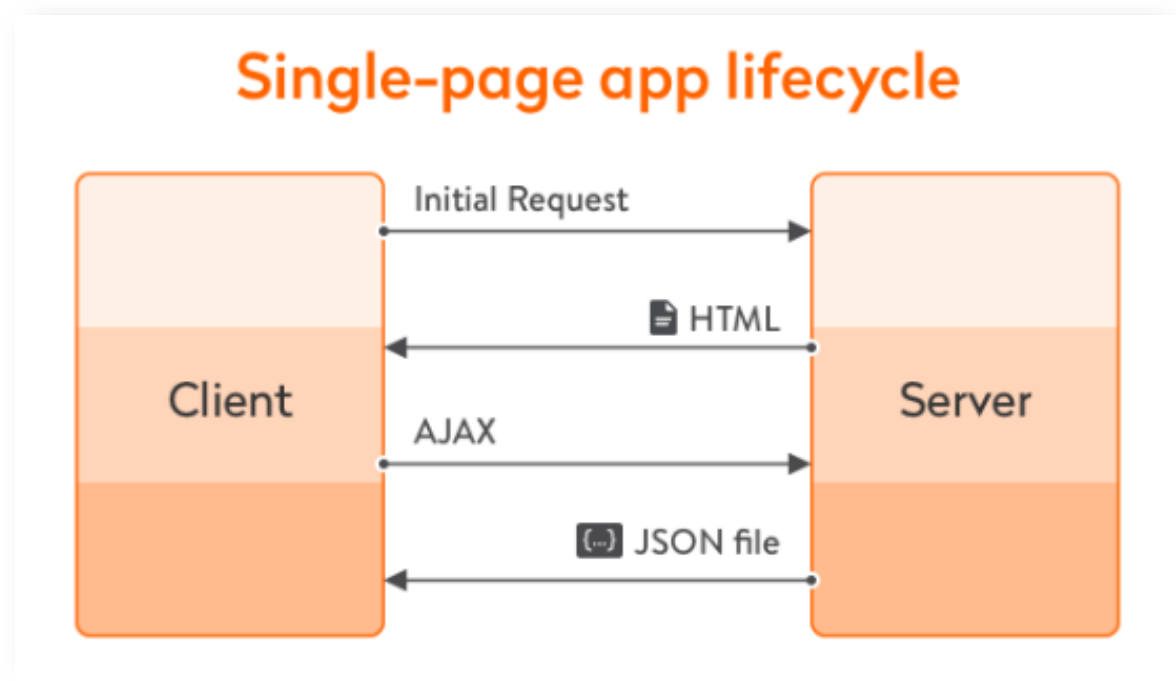 Single-page app lifecycle
Initial Request
HTML
Client
Server
AJAX
{...} JSON file